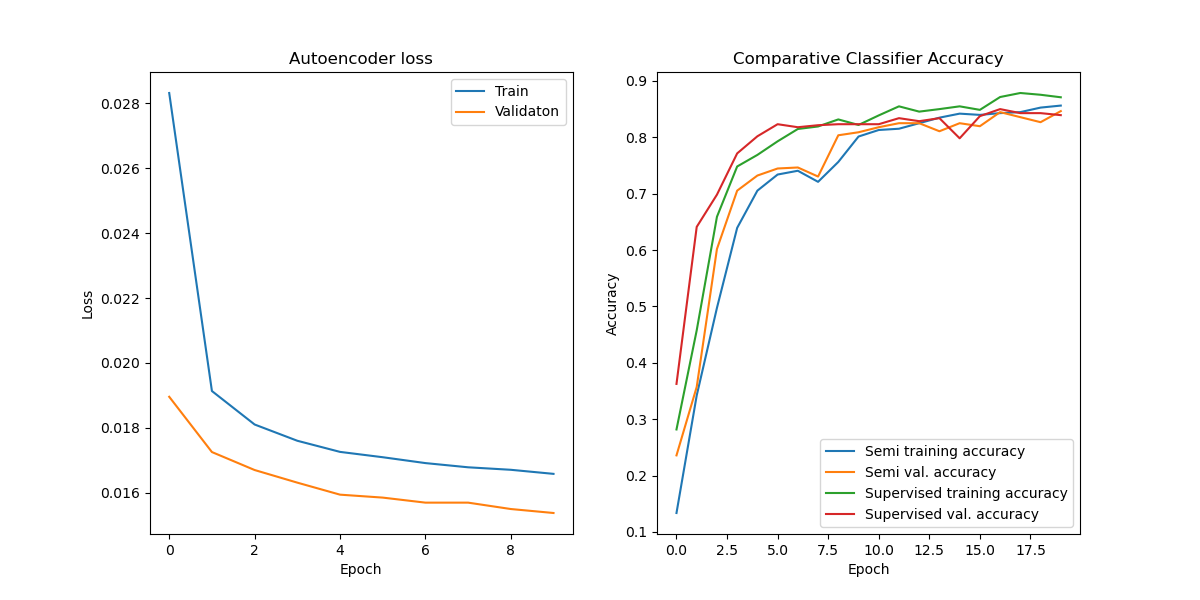 Autoencoder loss
Train
Validaton
0.028
0.026
0.024
0.022
0.020
0.018
0.016
Loss
0
2
4
6
8
Epoch
Comparative Classifier Accuracy
0.9
0.8
0.7
0.6
0.5
0.4
0.3
0.2
0.1
Accuracy
Semi training accuracy
Semi val. accuracy
Supervised training accuracy
Supervised val. accuracy
0.0
2.5
5.0
7.5
10.0
12.5
15.0
17.5
Epoch